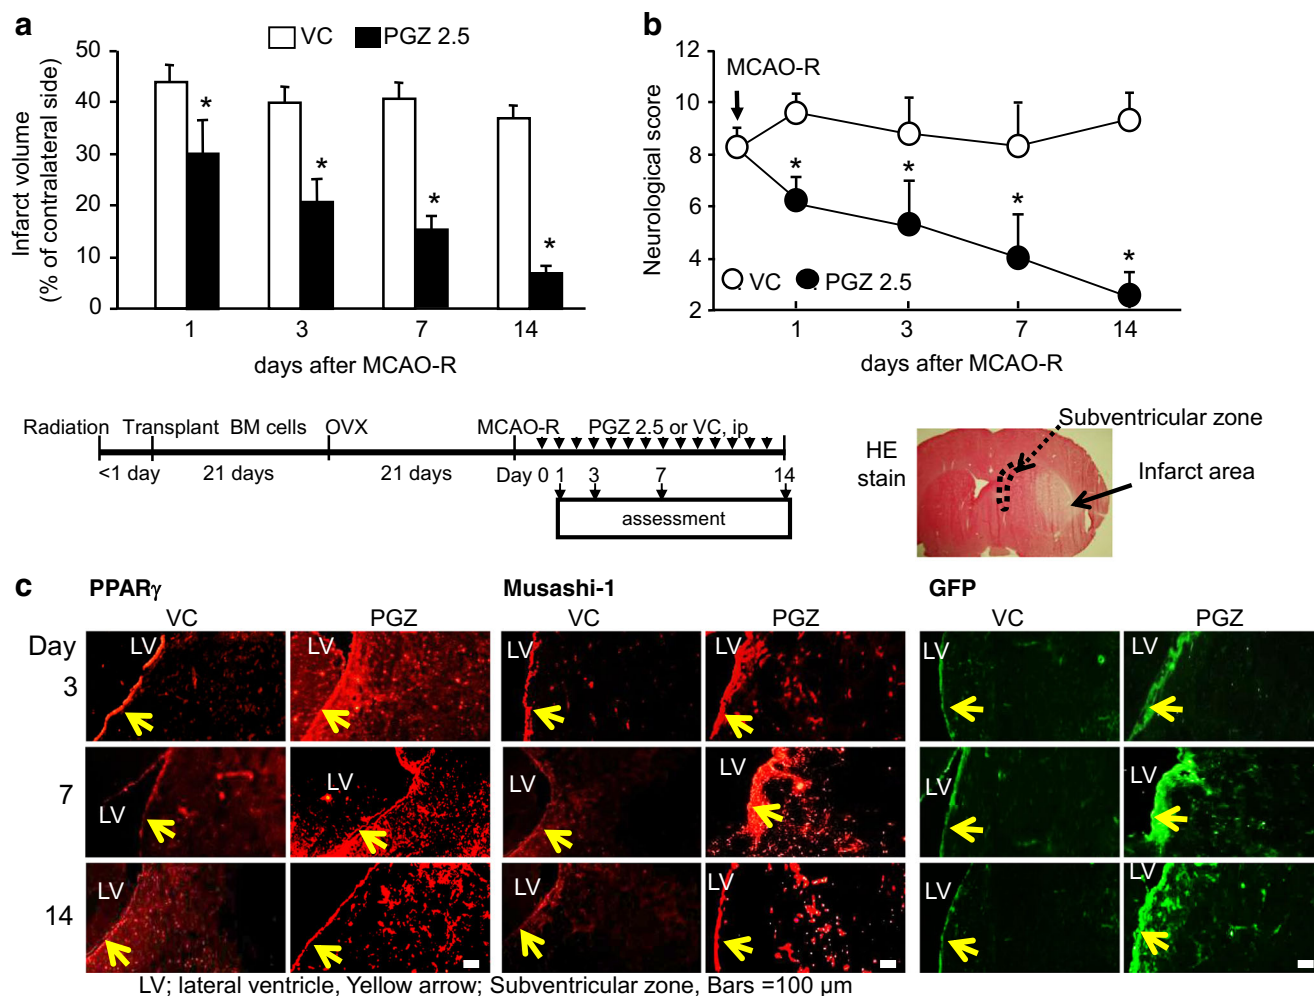 a
VC PGZ 2.5
Infarct volume
(% of contralateral side)
50
40
30
20
10
0
* * * *
1 3 7 14
days after MCAO-R
b
Neurological score
12
10
8
6
4
2
MCAO-R
* * * *
VC PGZ 2.5
1 3 7 14
days after MCAO-R
Radiation Transplant BM cells OVX MCAO-R PGZ 2.5 or VC, ip
<1 day 21 days 21 days Day 0 1 3 7 14
assessment
HE
stain
Subventricular zone
Infarct area
c
PPARγ Musashi-1 GFP
VC PGZ VC PGZ VC PGZ
Day
3
LV LV LV LV LV LV
7
LV LV LV LV LV LV
14
LV LV LV LV LV LV
LV; lateral ventricle, Yellow arrow; Subventricular zone, Bars =100 µm